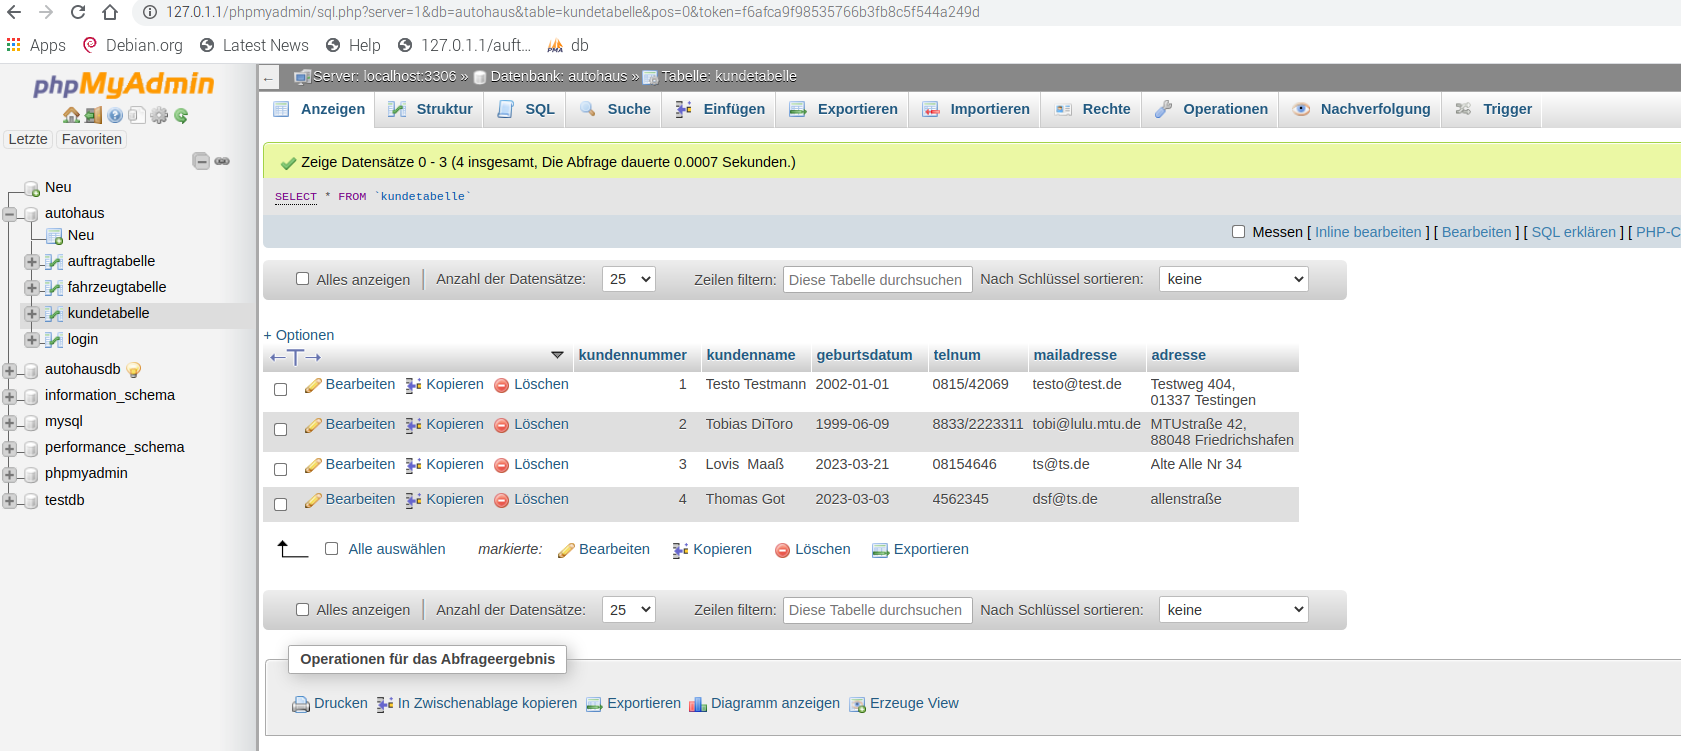 127.0.1.1/phpmyadmin/sql.php?server=1&db=autohaus&table=kundetabelle&pos=0&token=f6afca9f98535766b3fb8c5f544a249d
Apps Debian.org Latest News Help 127.0.1.1/auft... PMA db
phpMyAdmin
Letzte Favoriten
Neu
autohaus
Neu
auftragtabelle
fahrzeugtabelle
kundetabelle
login
autohausdb
information_schema
mysql
performance_schema
phpmyadmin
testdb
← Server: localhost:3306 » Datenbank: autohaus » Tabelle: kundetabelle
Anzeigen Struktur SQL Suche Einfügen Exportieren Importieren Rechte Operationen Nachverfolgung Trigger
Zeige Datensätze 0 - 3 (4 insgesamt, Die Abfrage dauerte 0.0007 Sekunden.)
SELECT * FROM `kundetabelle`
Messen [ Inline bearbeiten ] [ Bearbeiten ] [ SQL erklären ] [ PHP-C
Alles anzeigen Anzahl der Datensätze: 25 Zeilen filtern: Diese Tabelle durchsuchen Nach Schlüssel sortieren: keine
+ Optionen
←T→ kundennummer kundenname geburtsdatum telnum mailadresse adresse
Bearbeiten Kopieren Löschen 1 Testo Testmann 2002-01-01 0815/42069 testo@test.de Testweg 404,
01337 Testingen
Bearbeiten Kopieren Löschen 2 Tobias DiToro 1999-06-09 8833/2223311 tobi@lulu.mtu.de MTUstraße 42,
88048 Friedrichshafen
Bearbeiten Kopieren Löschen 3 Lovis  Maaß 2023-03-21 08154646 ts@ts.de Alte Alle Nr 34
Bearbeiten Kopieren Löschen 4 Thomas Got 2023-03-03 4562345 dsf@ts.de allenstraße
Alle auswählen markierte: Bearbeiten Kopieren Löschen Exportieren
Alles anzeigen Anzahl der Datensätze: 25 Zeilen filtern: Diese Tabelle durchsuchen Nach Schlüssel sortieren: keine
Operationen für das Abfrageergebnis
Drucken In Zwischenablage kopieren Exportieren Diagramm anzeigen Erzeuge View